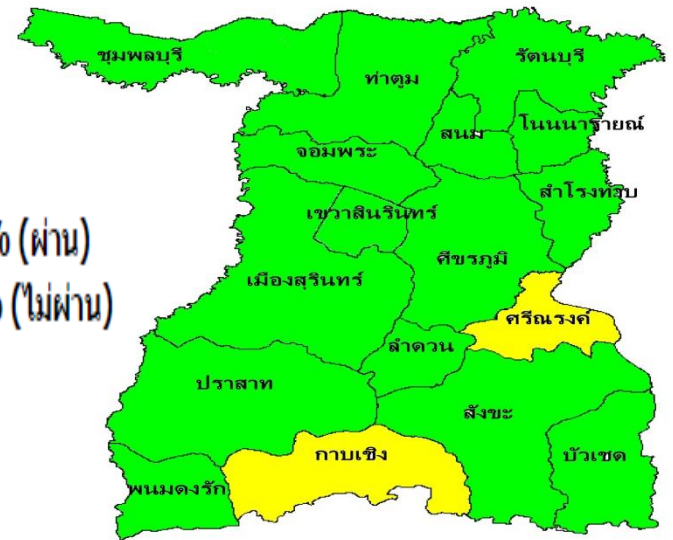 ชุมพลบุรี
รัตนบุรี
ท่าตูม
สนม
โนนนารายณ์
จอมพระ
สำโรงทาบ
เขวาสินรินทร์
% (ผ่าน)
ศีขรภูมิ
เมืองสุรินทร์
(ไม่ผ่าน)
ศรีณรงค์
ลำดวน
ปราสาท
สังขะ
กาบเชิง
บัวเชด
พนมดงรัก